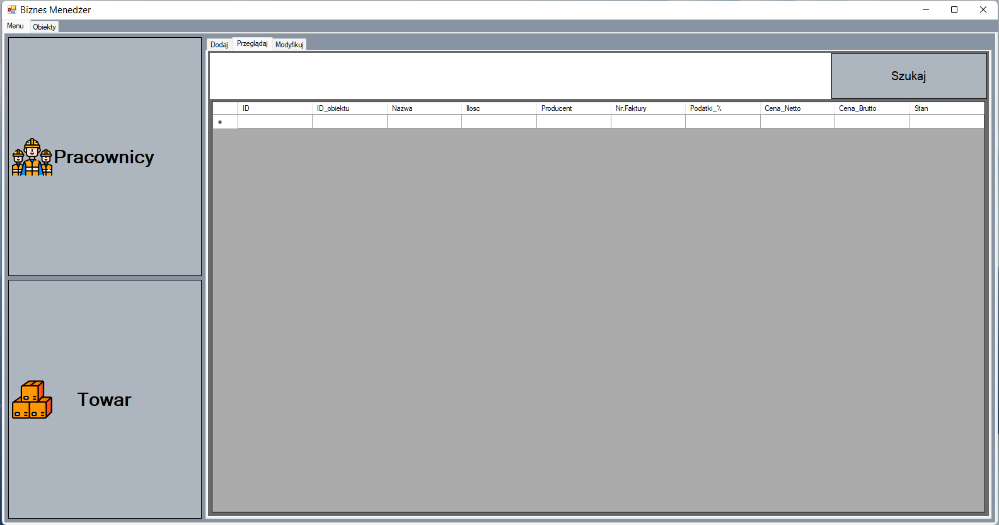 Biznes Menedżer
Menu Obiekty
Dodaj Przeglądaj Modyfikuj
Szukaj
ID ID_obiektu Nazwa Ilosc Producent Nr.Faktury Podatki_% Cena_Netto Cena_Brutto Stan
Pracownicy
Towar